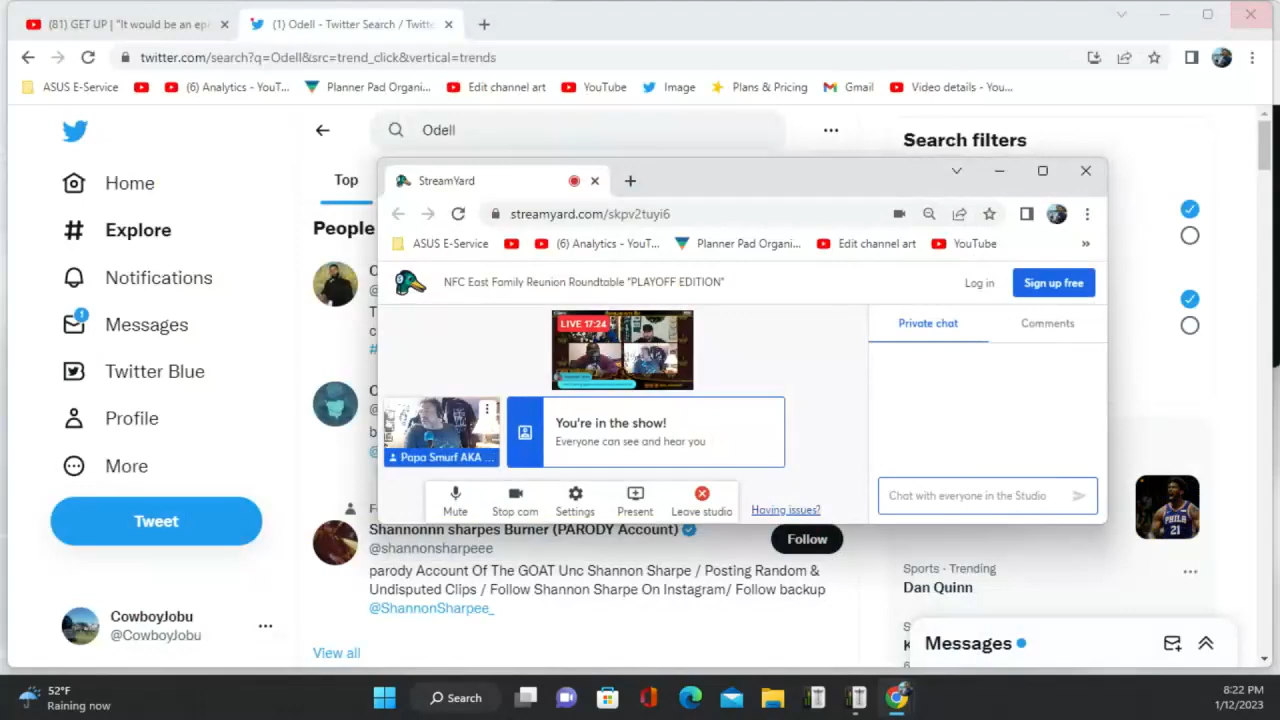 (81) GET UP | "It would be an ep
(1) Odell - Twitter Search / Twitte
twitter.com/search?q=Odell&src=trend_click&vertical=trends
ASUS E-Service
(6) Analytics - YouT...
Planner Pad Organi...
Edit channel art
YouTube
Image
Plans & Pricing
Gmail
Video details - You...
Home
Explore
Notifications
1
Messages
Twitter Blue
Profile
More
Tweet
CowboyJobu
@CowboyJobu
Odell
Top
People
StreamYard
streamyard.com/skpv2tuyi6
ASUS E-Service
(6) Analytics - YouT...
Planner Pad Organi...
Edit channel art
YouTube
NFC East Family Reunion Roundtable "PLAYOFF EDITION"
Log in
Sign up free
LIVE 17:24
Papa Smurf AKA ...
You're in the show!
Everyone can see and hear you
Mute
Stop cam
Settings
Present
Leave studio
Having issues?
Private chat
Comments
Chat with everyone in the Studio
Shannonnn sharpes Burner (PARODY Account)
@shannonsharpeee
Follow
parody Account Of The GOAT Unc Shannon Sharpe / Posting Random &
Undisputed Clips / Follow Shannon Sharpe On Instagram/ Follow backup
@ShannonSharpee_
View all
Search filters
PHILA
21
Sports · Trending
Dan Quinn
Messages
52°F
Raining now
Search
8:22 PM
1/12/2023